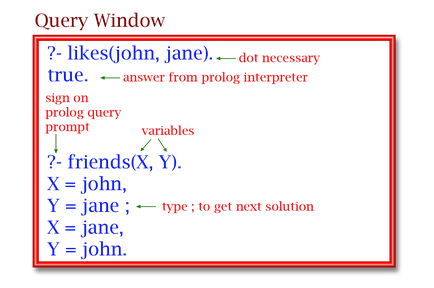 Query Window
?- likes(john, jane).
dot necessary
true.
answer from prolog interpreter
sign on
prolog query
prompt
variables
?- friends(X, Y).
X = john,
Y = jane ;
type ; to get next solution
X = jane,
Y = john.